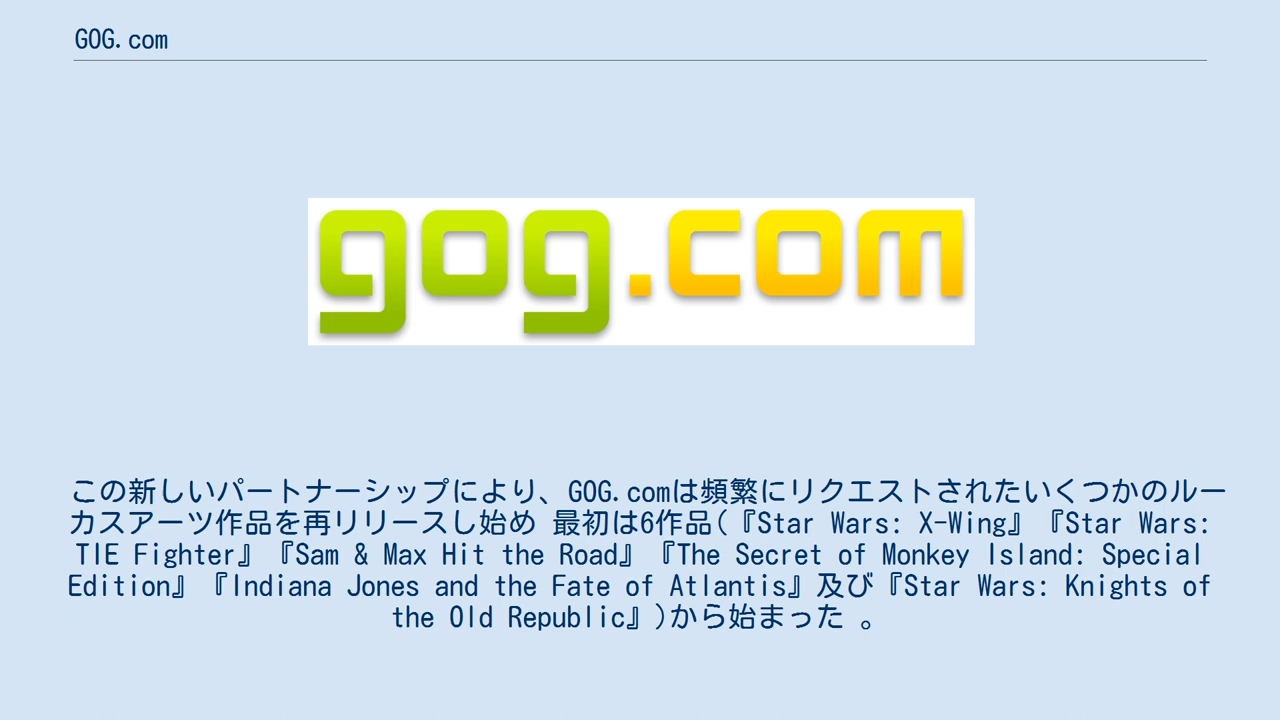 GOG.com
gog.com
この新しいパートナーシップにより、GOG.comは頻繁にリクエストされたいくつかのルー
カスアーツ作品を再リリースし始め 最初は6作品(『Star Wars: X-Wing』『Star Wars:
TIE Fighter』『Sam & Max Hit the Road』『The Secret of Monkey Island: Special
Edition』『Indiana Jones and the Fate of Atlantis』及び『Star Wars: Knights of
the Old Republic』)から始まった 。